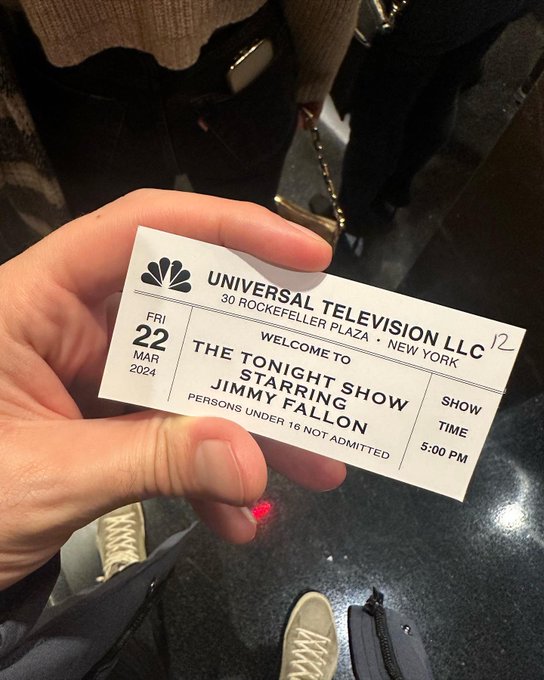 UNIVERSAL TELEVISION LLC
12
30 ROCKEFELLER PLAZA • NEW YORK
FRI
22
MAR
2024
WELCOME TO
THE TONIGHT SHOW
STARRING
JIMMY FALLON
PERSONS UNDER 16 NOT ADMITTED
SHOW
TIME
5:00 PM